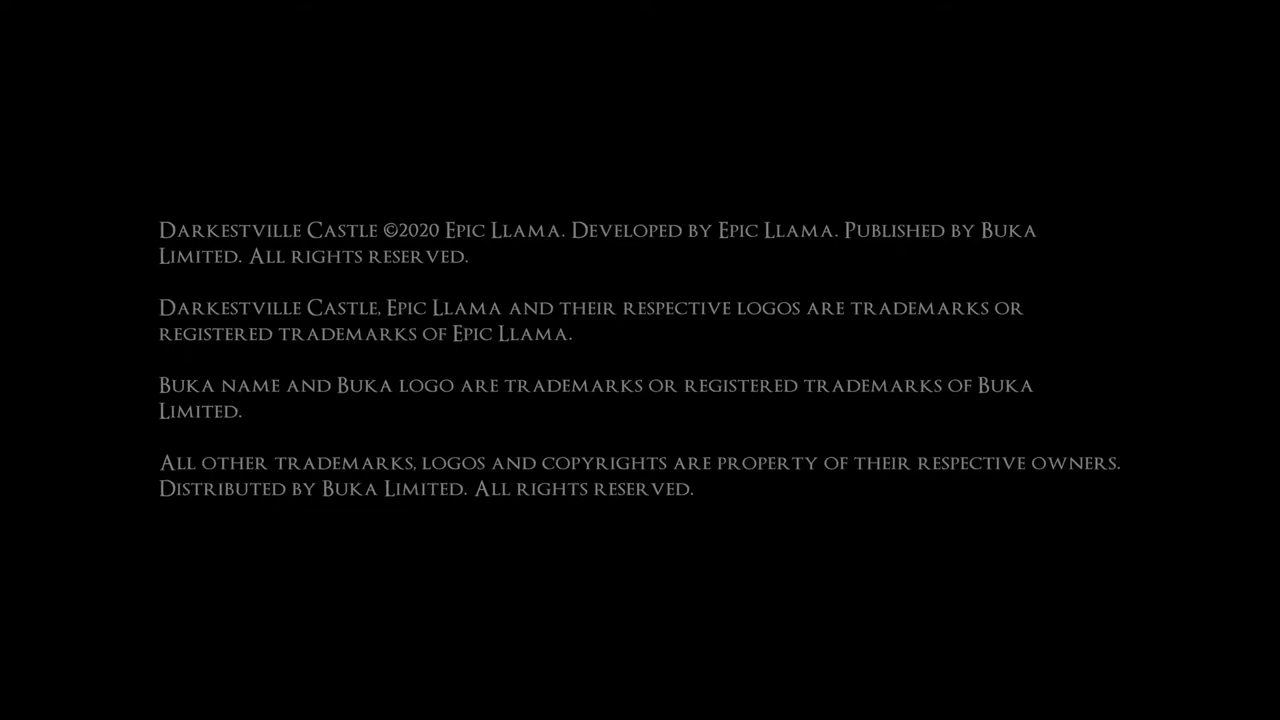 Darkestville Castle ©2020 Epic Llama. Developed by Epic Llama. Published by Buka
Limited. All rights reserved.
Darkestville Castle, Epic Llama and their respective logos are trademarks or
registered trademarks of Epic Llama.
Buka name and Buka logo are trademarks or registered trademarks of Buka
Limited.
All other trademarks, logos and copyrights are property of their respective owners.
Distributed by Buka Limited. All rights reserved.